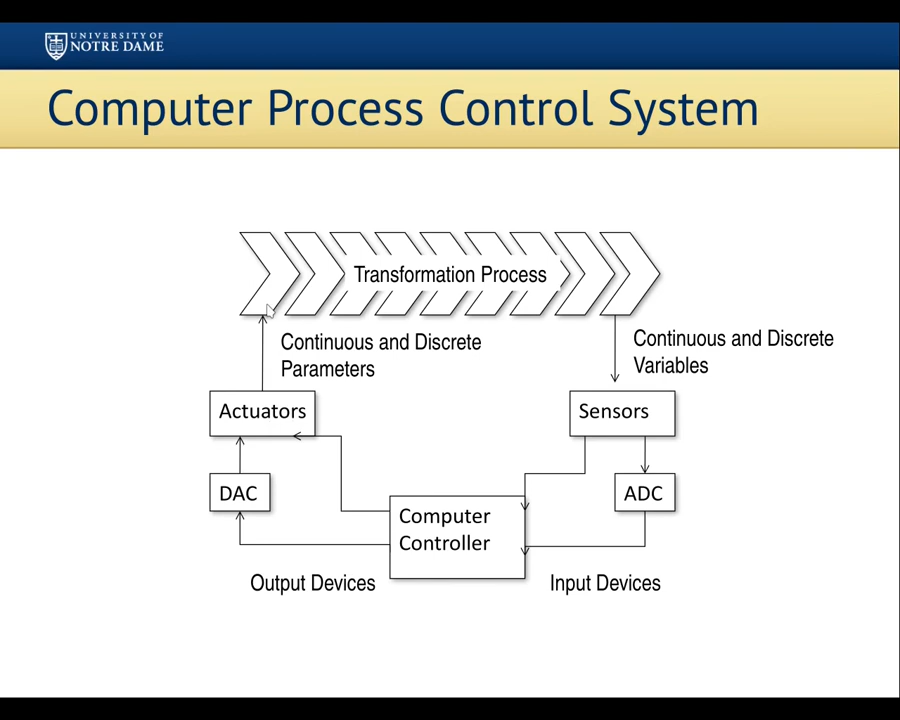 UNIVERSITY OF
NOTRE DAME
Computer Process Control System
Transformation Process
Continuous and Discrete
Parameters
Continuous and Discrete
Variables
Actuators
Sensors
DAC
ADC
Computer
Controller
Output Devices
Input Devices